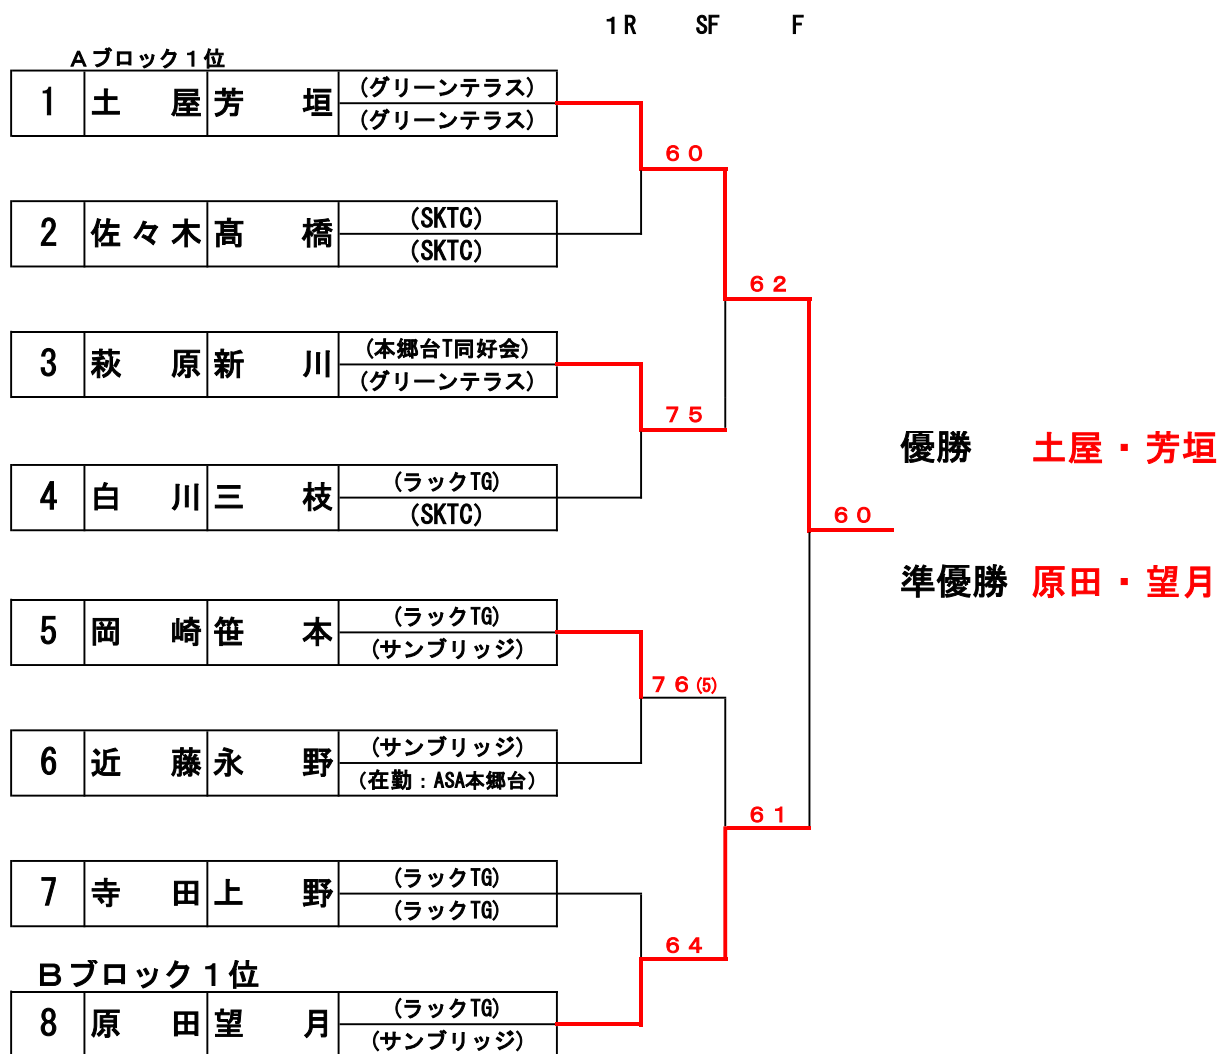 １R SF F
Ａブロック１位
1 土 屋 芳 垣 (グリーンテラス)
(グリーンテラス)
６０
2 佐々木 髙 橋 (SKTC)
(SKTC)
６２
3 萩 原 新 川 (本郷台T同好会)
(グリーンテラス)
７５
優勝 土屋・芳垣
4 白 川 三 枝 (ラックTG)
(SKTC)
６０
準優勝 原田・望月
5 岡 崎 笹 本 (ラックTG)
(サンブリッジ)
７６(5)
6 近 藤 永 野 (サンブリッジ)
(在勤：ASA本郷台)
６１
7 寺 田 上 野 (ラックTG)
(ラックTG)
６４
Ｂブロック１位
8 原 田 望 月 (ラックTG)
(サンブリッジ)